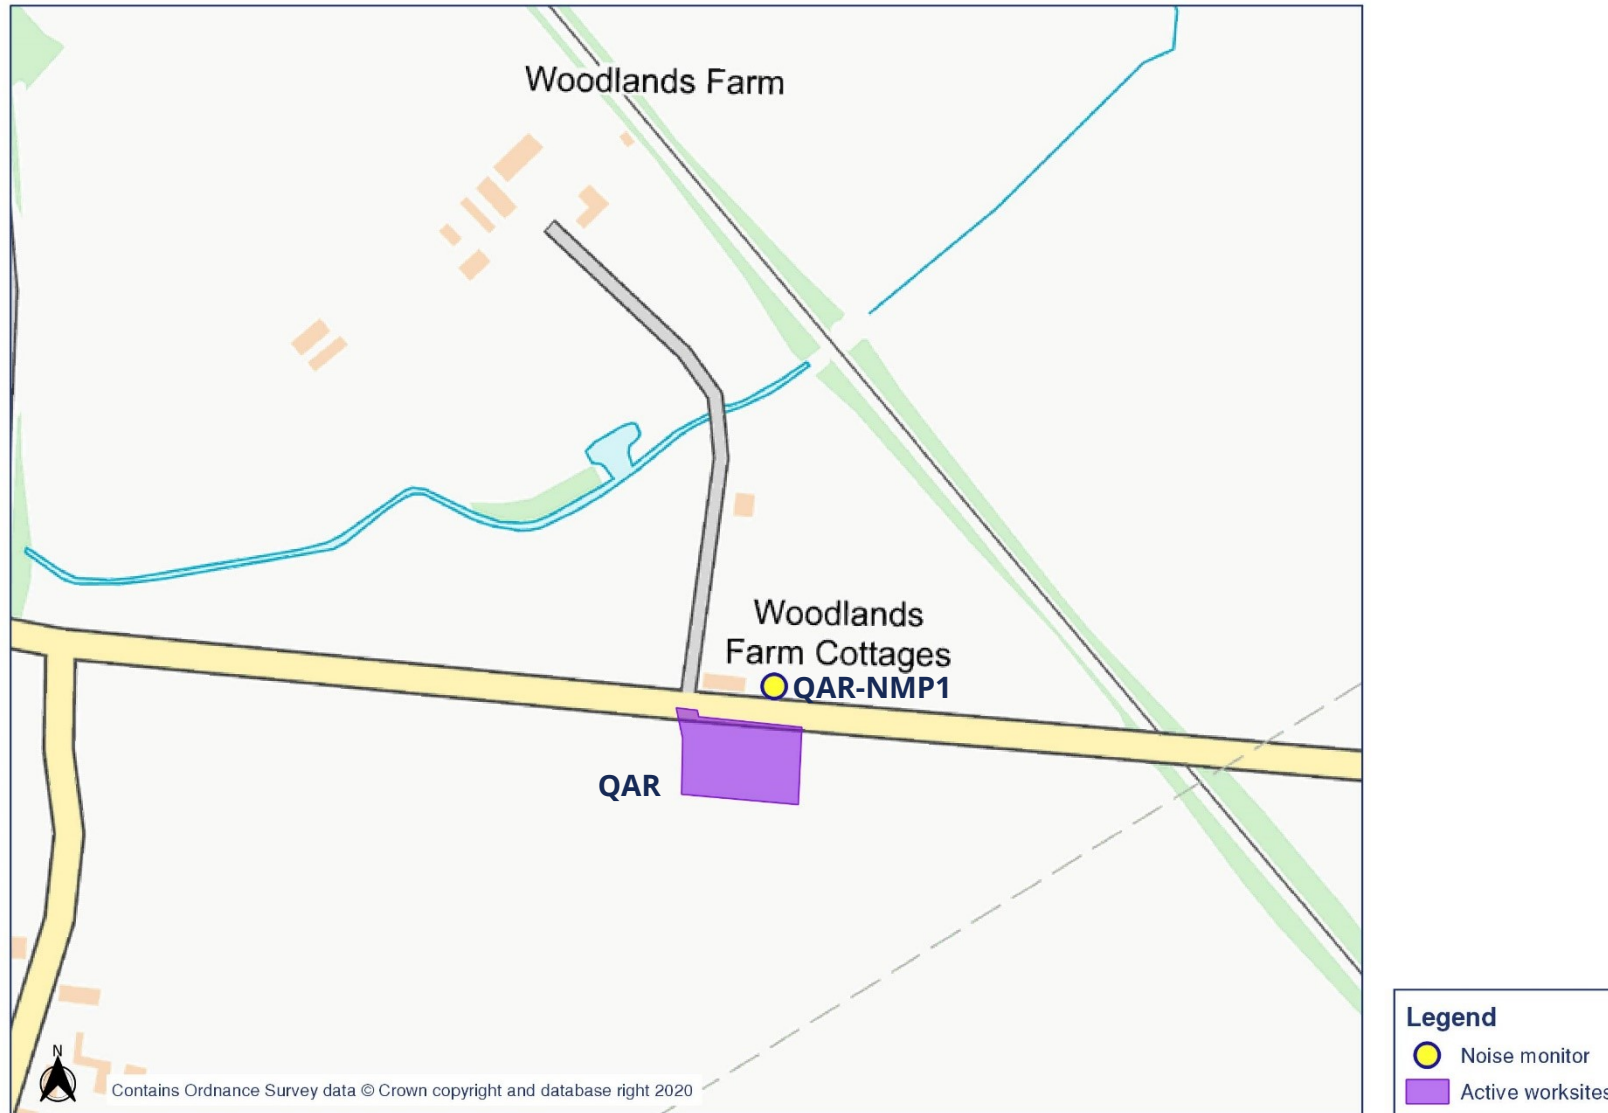 Woodlands Farm
Woodlands
Farm Cottages
QAR-NMP1
QAR
N
Contains Ordnance Survey data © Crown copyright and database right 2020
Legend
Noise monitor
Active worksites